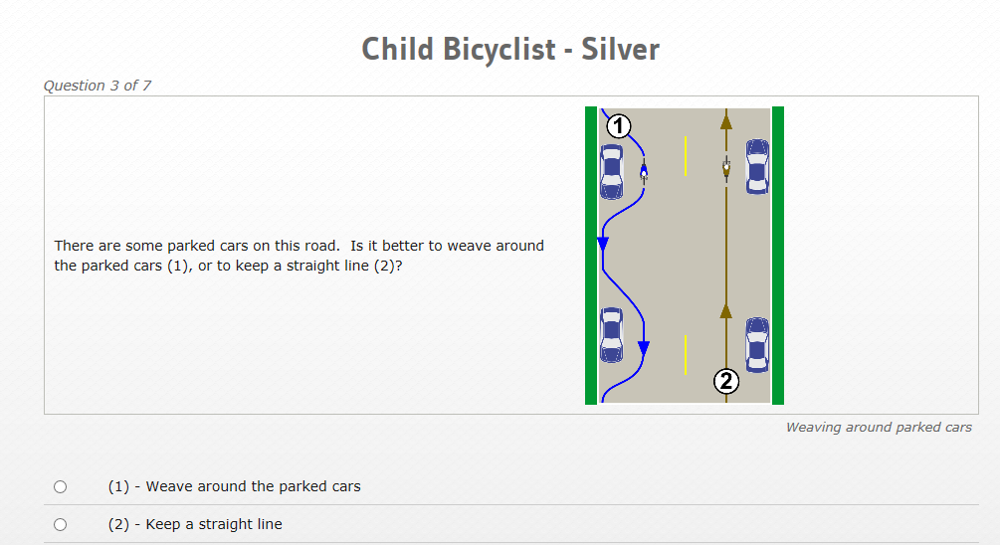 Child Bicyclist - Silver
Question 3 of 7
1
There are some parked cars on this road.  Is it better to weave around
the parked cars (1), or to keep a straight line (2)?
2
Weaving around parked cars
(1) - Weave around the parked cars
(2) - Keep a straight line